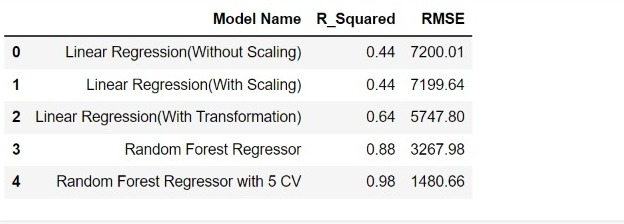 Model Name R_Squared RMSE
0 Linear Regression(Without Scaling) 0.44 7200.01
1 Linear Regression(With Scaling) 0.44 7199.64
2 Linear Regression(With Transformation) 0.64 5747.80
3 Random Forest Regressor 0.88 3267.98
4 Random Forest Regressor with 5 CV 0.98 1480.66